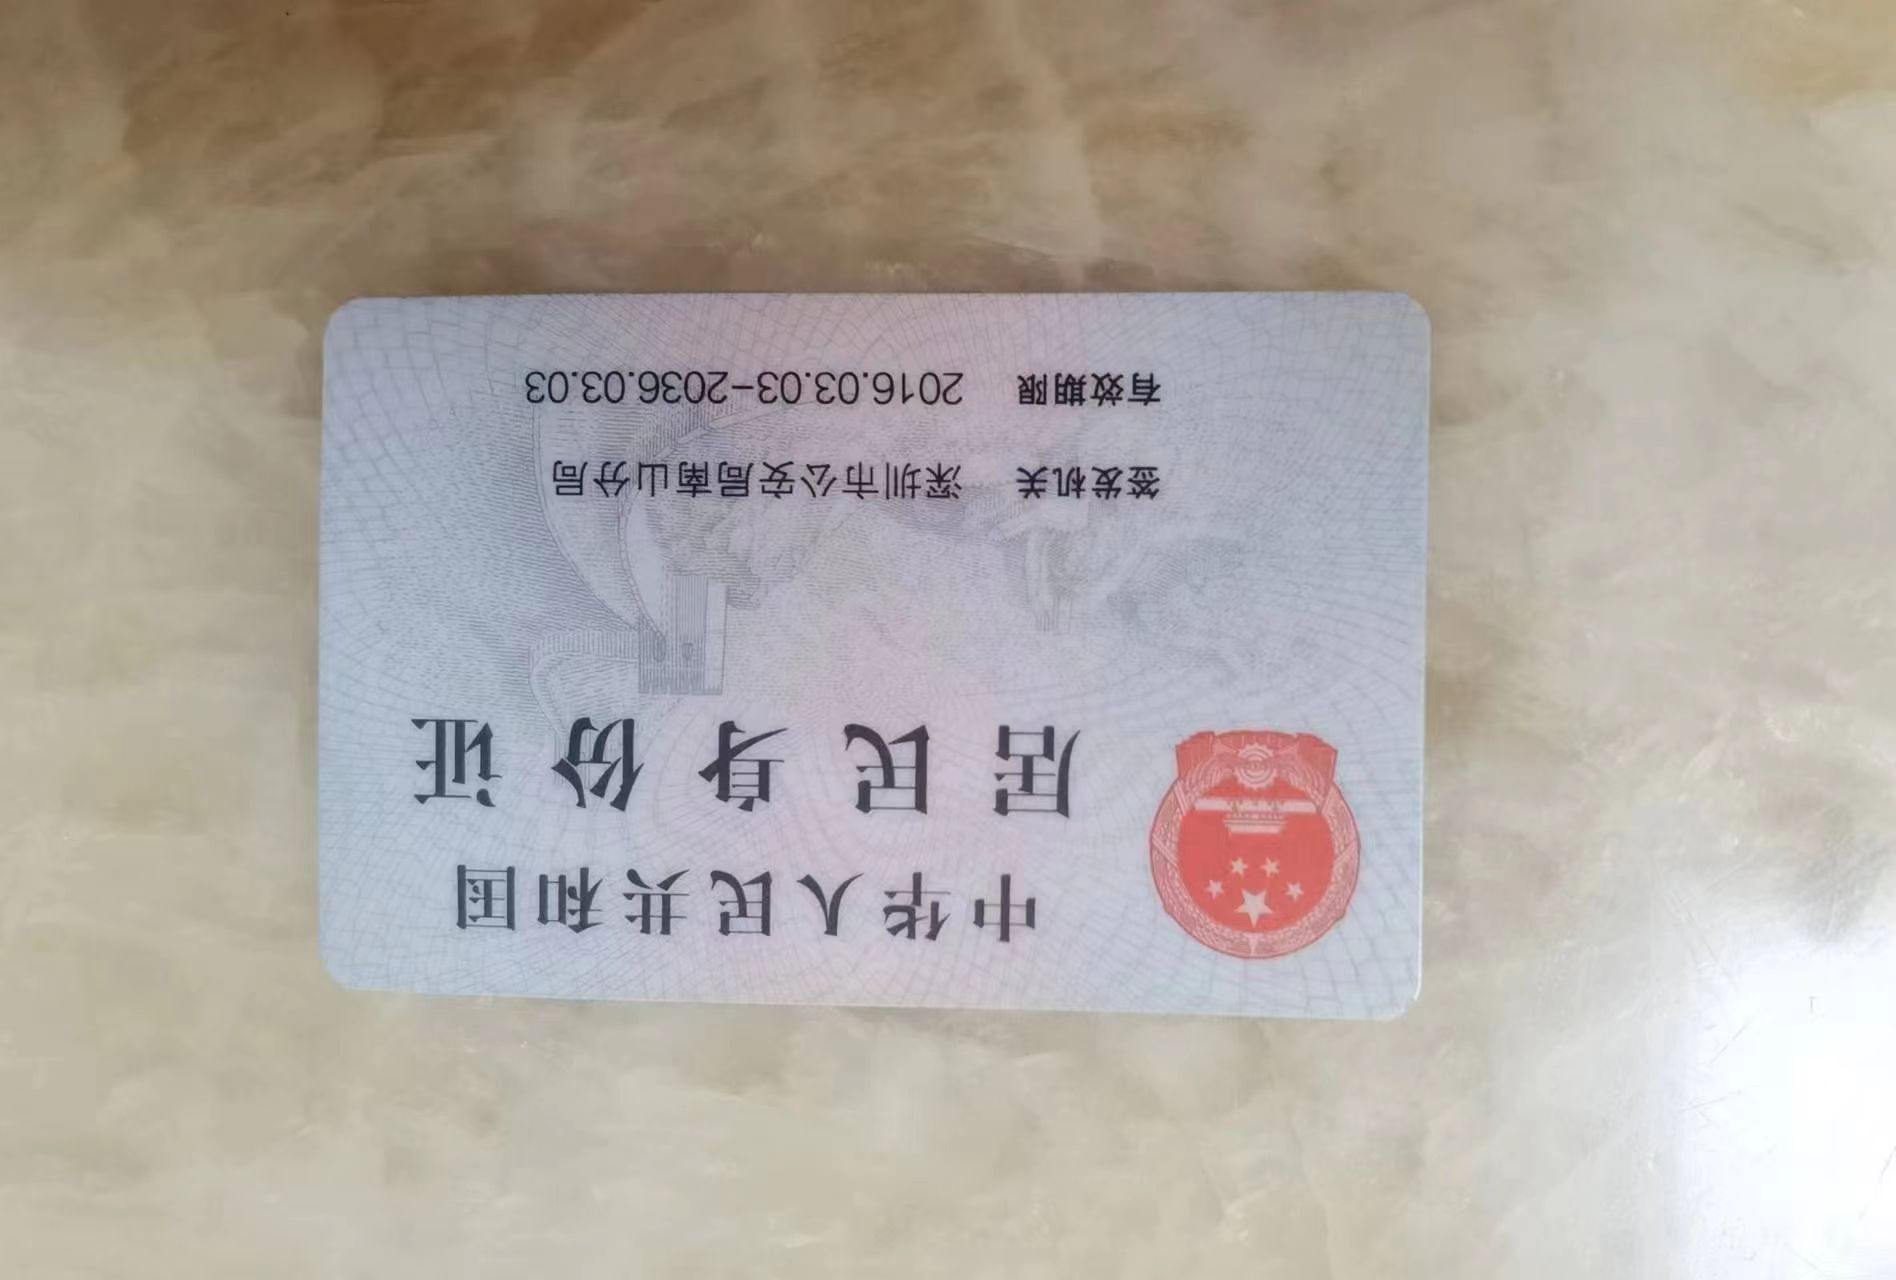 中华人民共和国
居民身份证
签发机关 深圳市公安局南山分局
有效期限 2016.03.03-2036.03.03